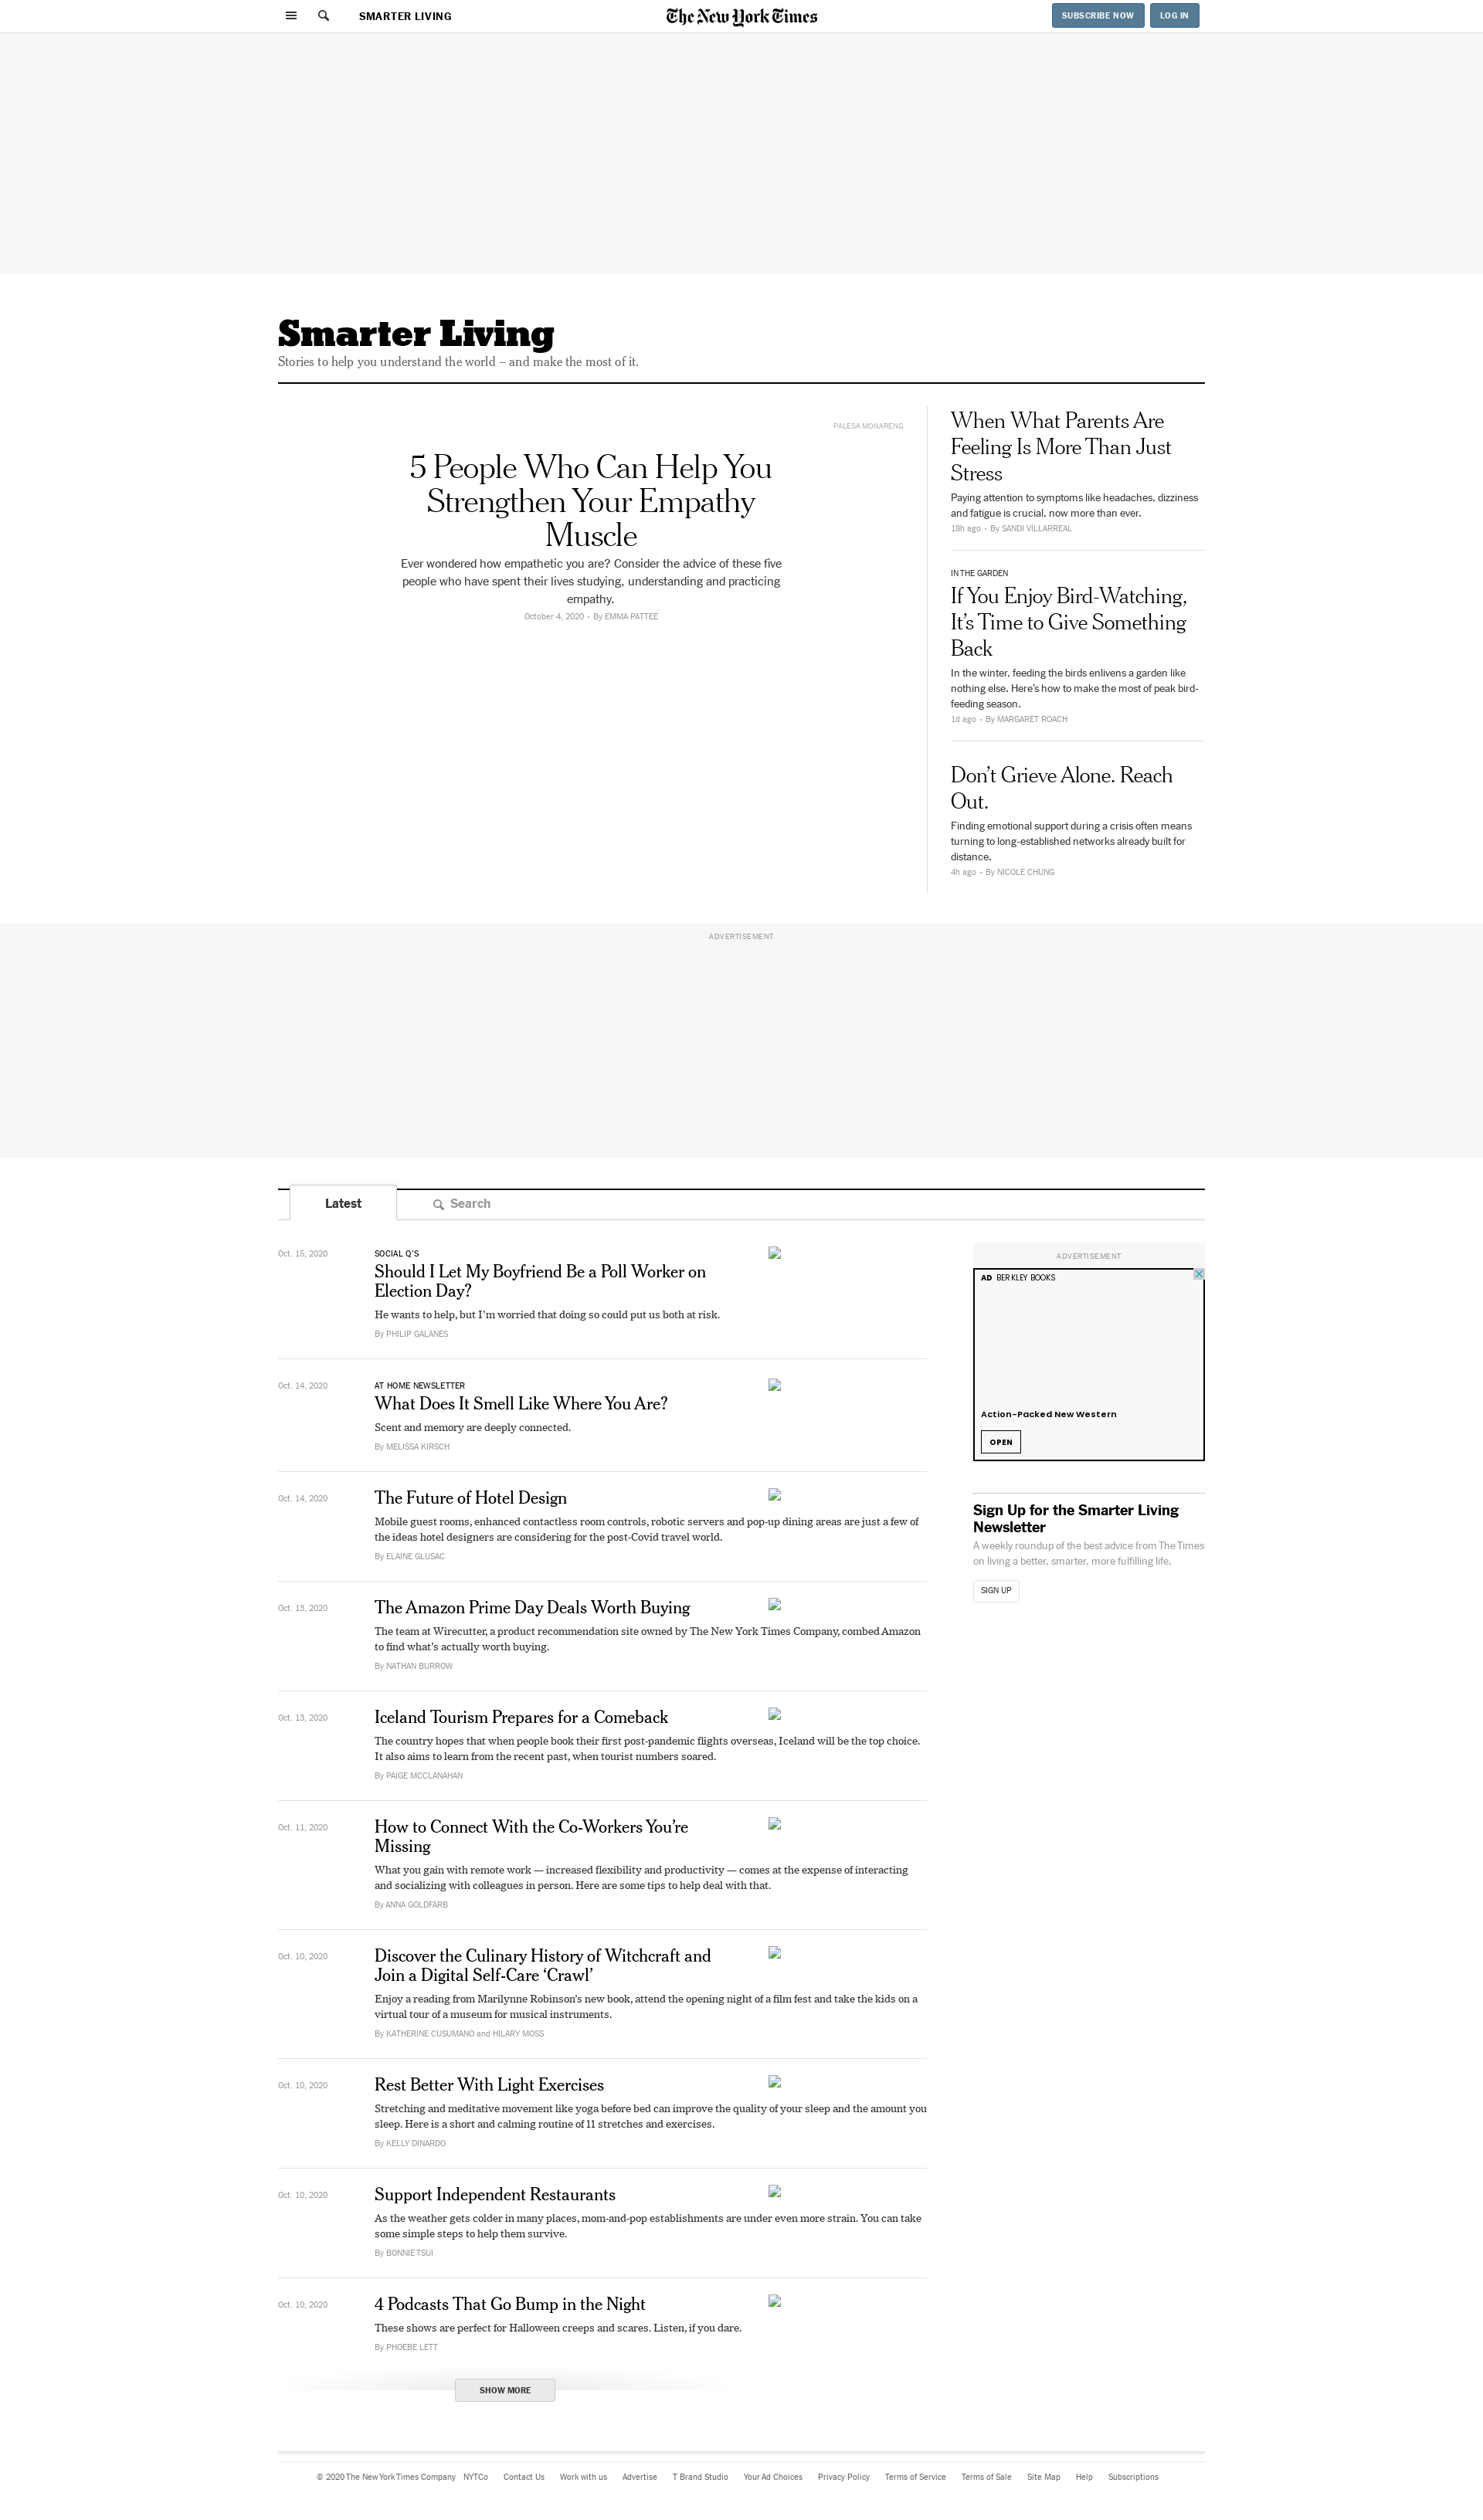 SMARTER LIVING
The New York Times
SUBSCRIBE NOW
LOG IN
Smarter Living
Stories to help you understand the world – and make the most of it.
PALESA MONARENG
5 People Who Can Help You
Strengthen Your Empathy
Muscle
Ever wondered how empathetic you are? Consider the advice of these five
people who have spent their lives studying, understanding and practicing
empathy.
October 4, 2020 • By EMMA PATTEE
When What Parents Are
Feeling Is More Than Just
Stress
Paying attention to symptoms like headaches, dizziness
and fatigue is crucial, now more than ever.
18h ago • By SANDI VILLARREAL
IN THE GARDEN
If You Enjoy Bird-Watching,
It’s Time to Give Something
Back
In the winter, feeding the birds enlivens a garden like
nothing else. Here’s how to make the most of peak bird-
feeding season.
1d ago • By MARGARET ROACH
Don’t Grieve Alone. Reach
Out.
Finding emotional support during a crisis often means
turning to long-established networks already built for
distance.
4h ago • By NICOLE CHUNG
ADVERTISEMENT
Latest
Search
Oct. 15, 2020
SOCIAL Q’S
Should I Let My Boyfriend Be a Poll Worker on
Election Day?
He wants to help, but I’m worried that doing so could put us both at risk.
By PHILIP GALANES
Oct. 14, 2020
AT HOME NEWSLETTER
What Does It Smell Like Where You Are?
Scent and memory are deeply connected.
By MELISSA KIRSCH
Oct. 14, 2020
The Future of Hotel Design
Mobile guest rooms, enhanced contactless room controls, robotic servers and pop-up dining areas are just a few of
the ideas hotel designers are considering for the post-Covid travel world.
By ELAINE GLUSAC
Oct. 13, 2020
The Amazon Prime Day Deals Worth Buying
The team at Wirecutter, a product recommendation site owned by The New York Times Company, combed Amazon
to find what’s actually worth buying.
By NATHAN BURROW
Oct. 13, 2020
Iceland Tourism Prepares for a Comeback
The country hopes that when people book their first post-pandemic flights overseas, Iceland will be the top choice.
It also aims to learn from the recent past, when tourist numbers soared.
By PAIGE MCCLANAHAN
Oct. 11, 2020
How to Connect With the Co-Workers You’re
Missing
What you gain with remote work — increased flexibility and productivity — comes at the expense of interacting
and socializing with colleagues in person. Here are some tips to help deal with that.
By ANNA GOLDFARB
Oct. 10, 2020
Discover the Culinary History of Witchcraft and
Join a Digital Self-Care ‘Crawl’
Enjoy a reading from Marilynne Robinson’s new book, attend the opening night of a film fest and take the kids on a
virtual tour of a museum for musical instruments.
By KATHERINE CUSUMANO and HILARY MOSS
Oct. 10, 2020
Rest Better With Light Exercises
Stretching and meditative movement like yoga before bed can improve the quality of your sleep and the amount you
sleep. Here is a short and calming routine of 11 stretches and exercises.
By KELLY DINARDO
Oct. 10, 2020
Support Independent Restaurants
As the weather gets colder in many places, mom-and-pop establishments are under even more strain. You can take
some simple steps to help them survive.
By BONNIE TSUI
Oct. 10, 2020
4 Podcasts That Go Bump in the Night
These shows are perfect for Halloween creeps and scares. Listen, if you dare.
By PHOEBE LETT
SHOW MORE
ADVERTISEMENT
AD BERKLEY BOOKS
Action-Packed New Western
OPEN
Sign Up for the Smarter Living
Newsletter
A weekly roundup of the best advice from The Times
on living a better, smarter, more fulfilling life.
SIGN UP
© 2020 The New York Times Company NYTCo Contact Us Work with us Advertise T Brand Studio Your Ad Choices Privacy Policy Terms of Service Terms of Sale Site Map Help Subscriptions